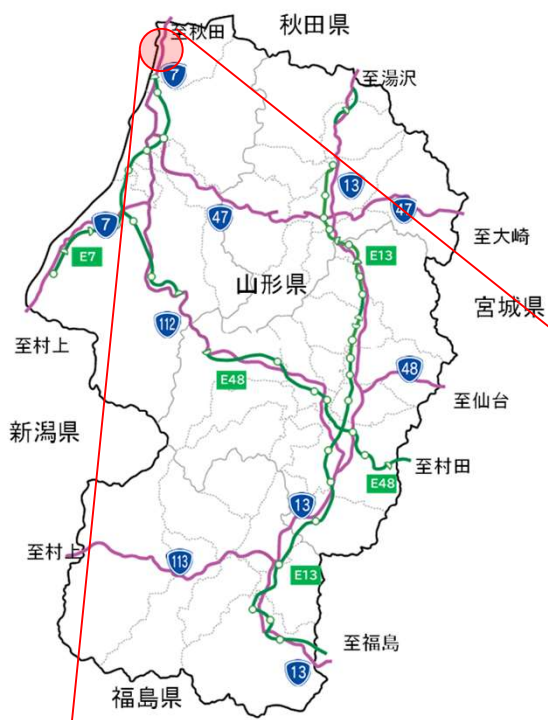 秋田県
至秋田
7
至湯沢
13
47
47
7
至大崎
E7
E13
山形県
宮城県
112
至村上
48
E48
至仙台
新潟県
至村田
E48
13
至村上
113
E13
至福島
13
福島県